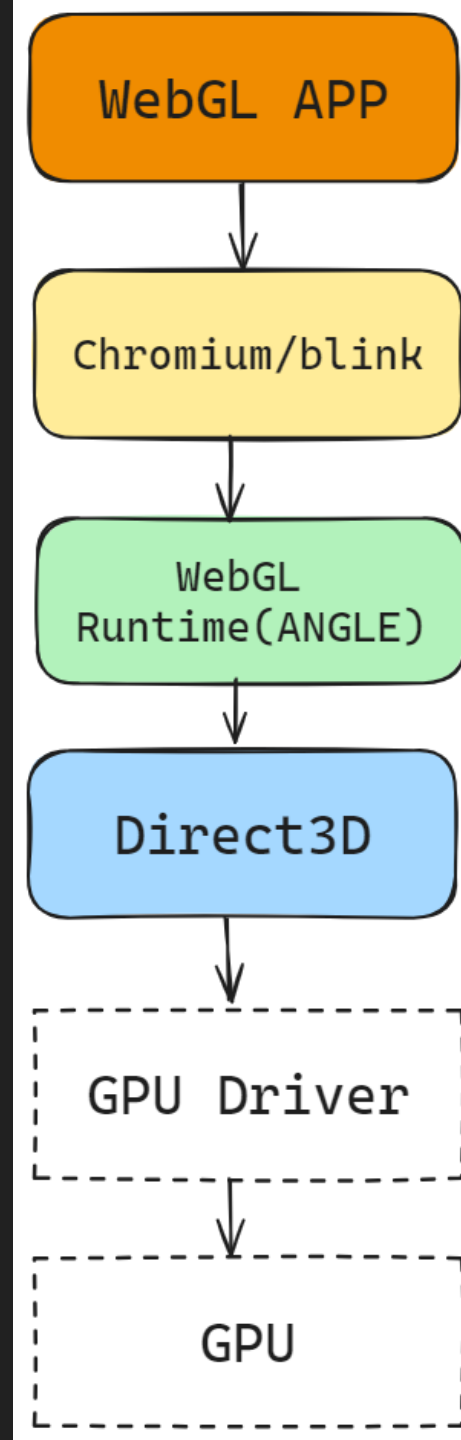 WebGL APP
Chromium/blink
WebGL
Runtime(ANGLE)
Direct3D
GPU Driver
GPU